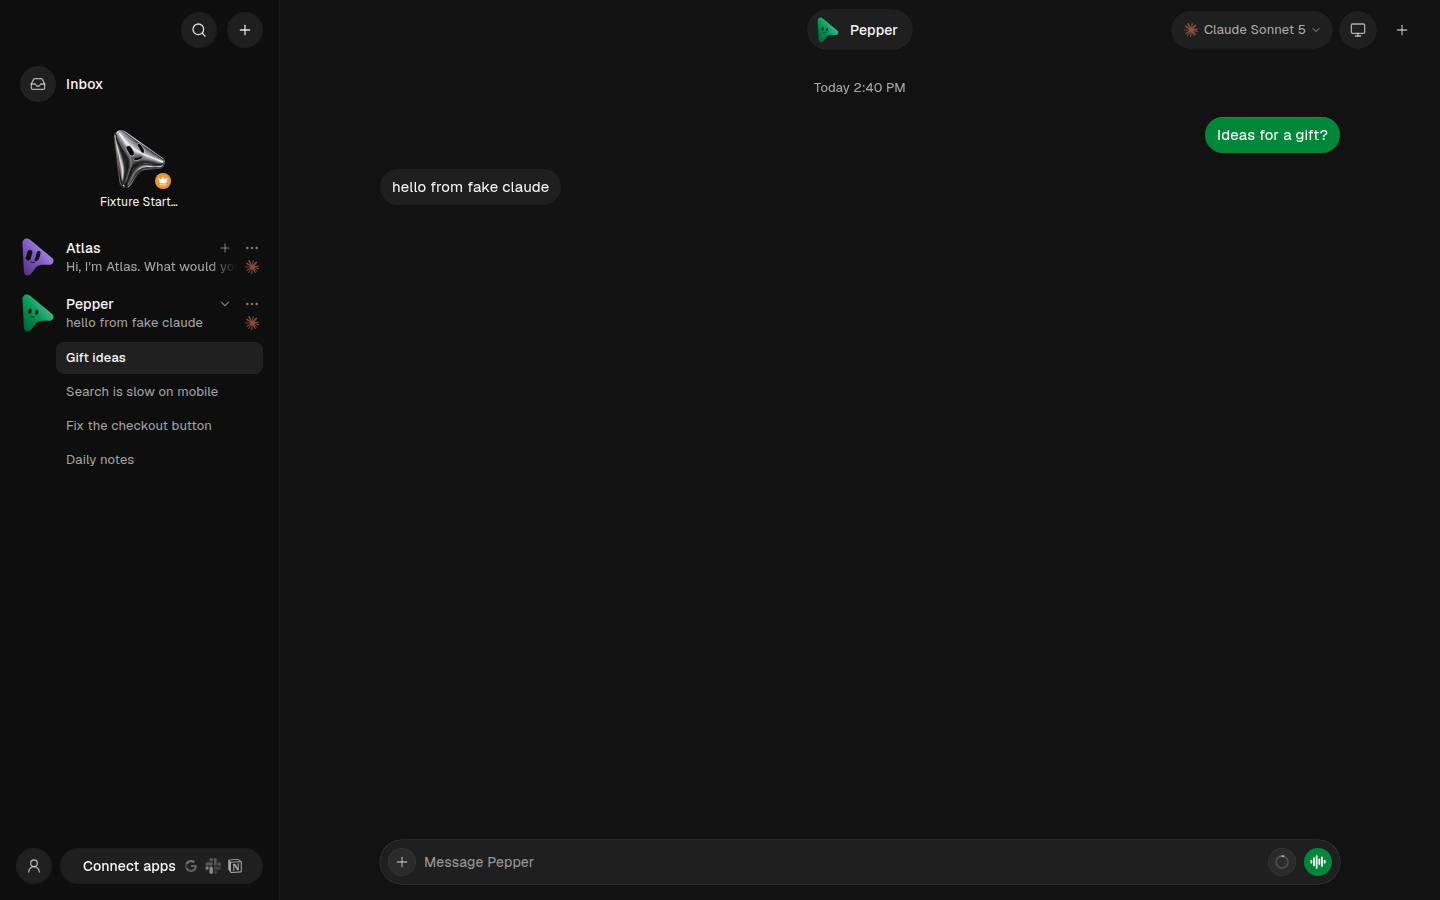 Inbox
Fixture Start...
Atlas
Hi, I'm Atlas. What would yo
Pepper
hello from fake claude
Gift ideas
Search is slow on mobile
Fix the checkout button
Daily notes
Connect apps
Pepper
Claude Sonnet 5
Today 2:40 PM
Ideas for a gift?
hello from fake claude
Message Pepper